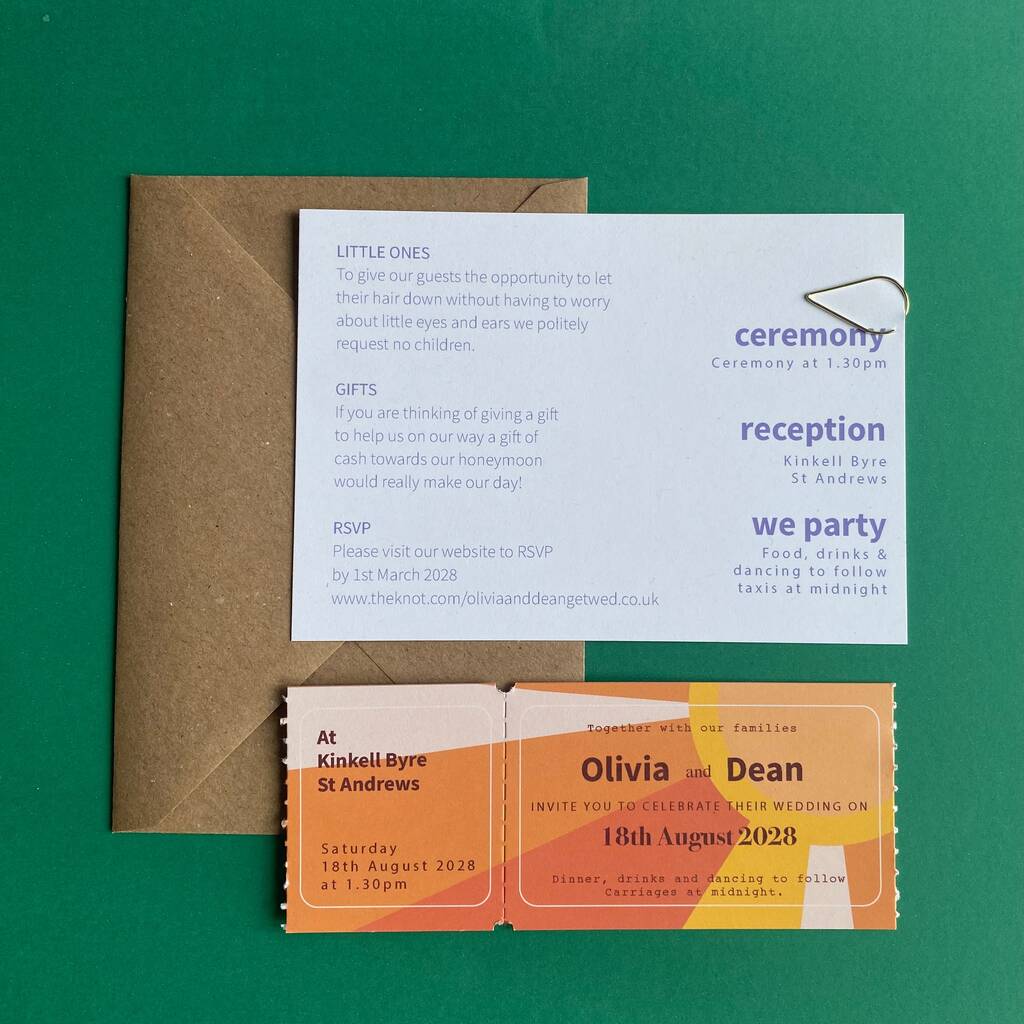 LITTLE ONES
To give our guests the opportunity to let
their hair down without having to worry
about little eyes and ears we politely
request no children.
GIFTS
If you are thinking of giving a gift
to help us on our way a gift of
cash towards our honeymoon
would really make our day!
RSVP
Please visit our website to RSVP
by 1st March 2028
www.theknot.com/oliviaanddeangetwed.co.uk
ceremony
Ceremony at 1.30pm
reception
Kinkell Byre
St Andrews
we party
Food, drinks &
dancing to follow
taxis at midnight
At
Kinkell Byre
St Andrews
Saturday
18th August 2028
at 1.30pm
Together with our families
Olivia and Dean
INVITE YOU TO CELEBRATE THEIR WEDDING ON
18th August 2028
Dinner, drinks and dancing to follow
Carriages at midnight.